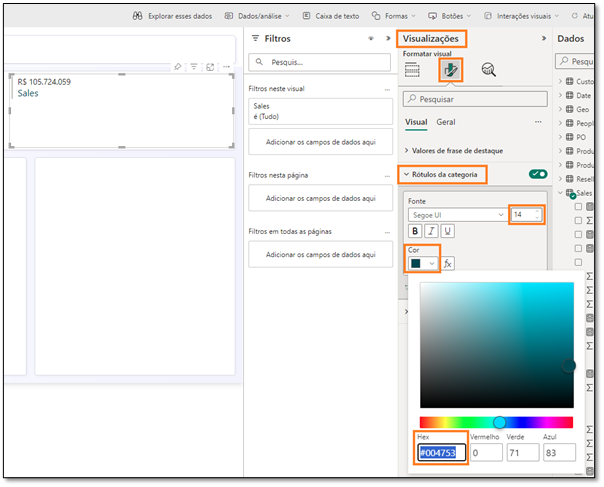 Explorar esses dados
Dados/análise
Caixa de texto
Formas
Botões
Interações visuais
Atu
R$ 105.724.059
Sales
Filtros
Pesquis...
Filtros neste visual
Sales
é (Tudo)
Adicionar os campos de dados aqui
Filtros nesta página
Adicionar os campos de dados aqui
Filtros em todas as páginas
Adicionar os campos de dados aqui
Visualizações
Formatar visual
Pesquisar
Visual Geral
Valores de frase de destaque
Rótulos da categoria
Fonte
Segoe UI
14
B I U
Cor
fx
Hex Vermelho Verde Azul
#004753 0 71 83
Dados
Pesqu
Custo
Date
Geo
Peopl
PO
Produ
Produ
Resell
Sales